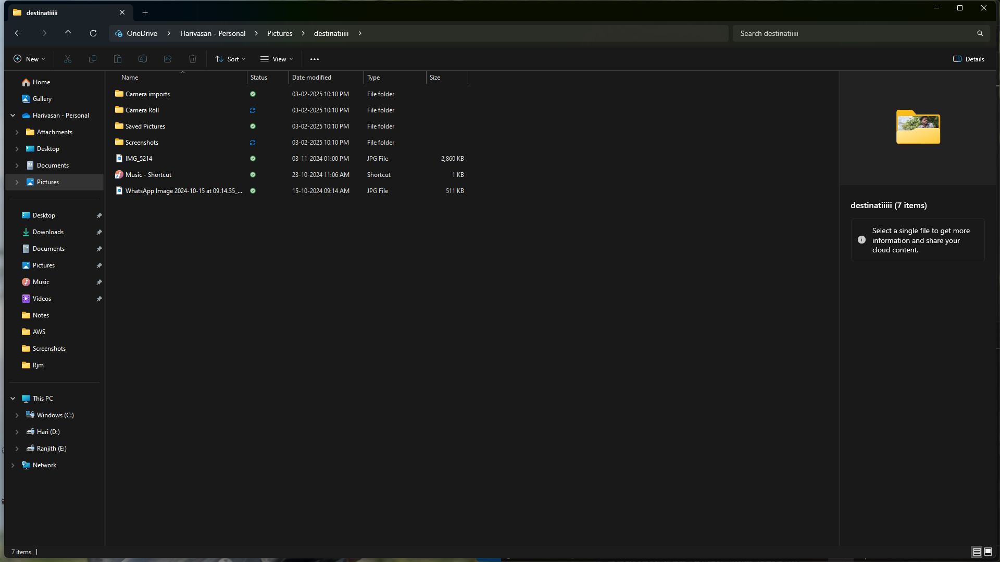 destinatiiiii
OneDrive > Harivasan - Personal > Pictures > destinatiiiii >
Search destinatiiiii
New Sort View ... Details
Home
Gallery
Harivasan - Personal
Attachments
Desktop
Documents
Pictures
Desktop
Downloads
Documents
Pictures
Music
Videos
Notes
AWS
Screenshots
Rjm
This PC
Windows (C:)
Hari (D:)
Ranjith (E:)
Network
Name Status Date modified Type Size
Camera imports 03-02-2025 10:10 PM File folder
Camera Roll 03-02-2025 10:10 PM File folder
Saved Pictures 03-02-2025 10:10 PM File folder
Screenshots 03-02-2025 10:10 PM File folder
IMG_5214 03-11-2024 01:00 PM JPG File 2,860 KB
Music - Shortcut 23-10-2024 11:06 AM Shortcut 1 KB
WhatsApp Image 2024-10-15 at 09.14.35_... 15-10-2024 09:14 AM JPG File 511 KB
destinatiiiii (7 items)
Select a single file to get more
information and share your
cloud content.
7 items